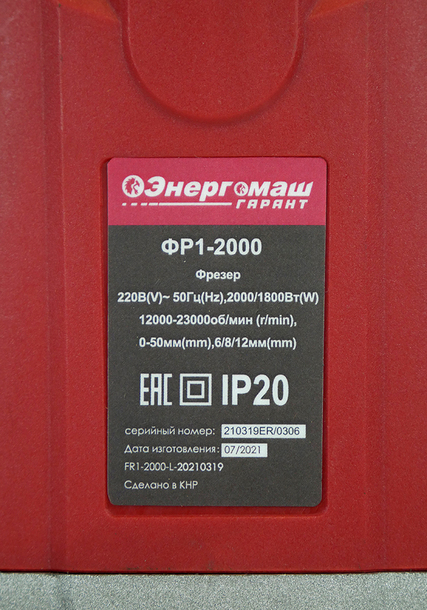 Энергомаш
ГАРАНТ
ФР1-2000
Фрезер
220В(V)~ 50Гц(Hz),2000/1800Вт(W)
12000-23000об/мин (r/min),
0-50мм(mm),6/8/12мм(mm)
EAC IP20
серийный номер: 210319ER/0306
Дата изготовления: 07/2021
FR1-2000-L-20210319
Сделано в КНР